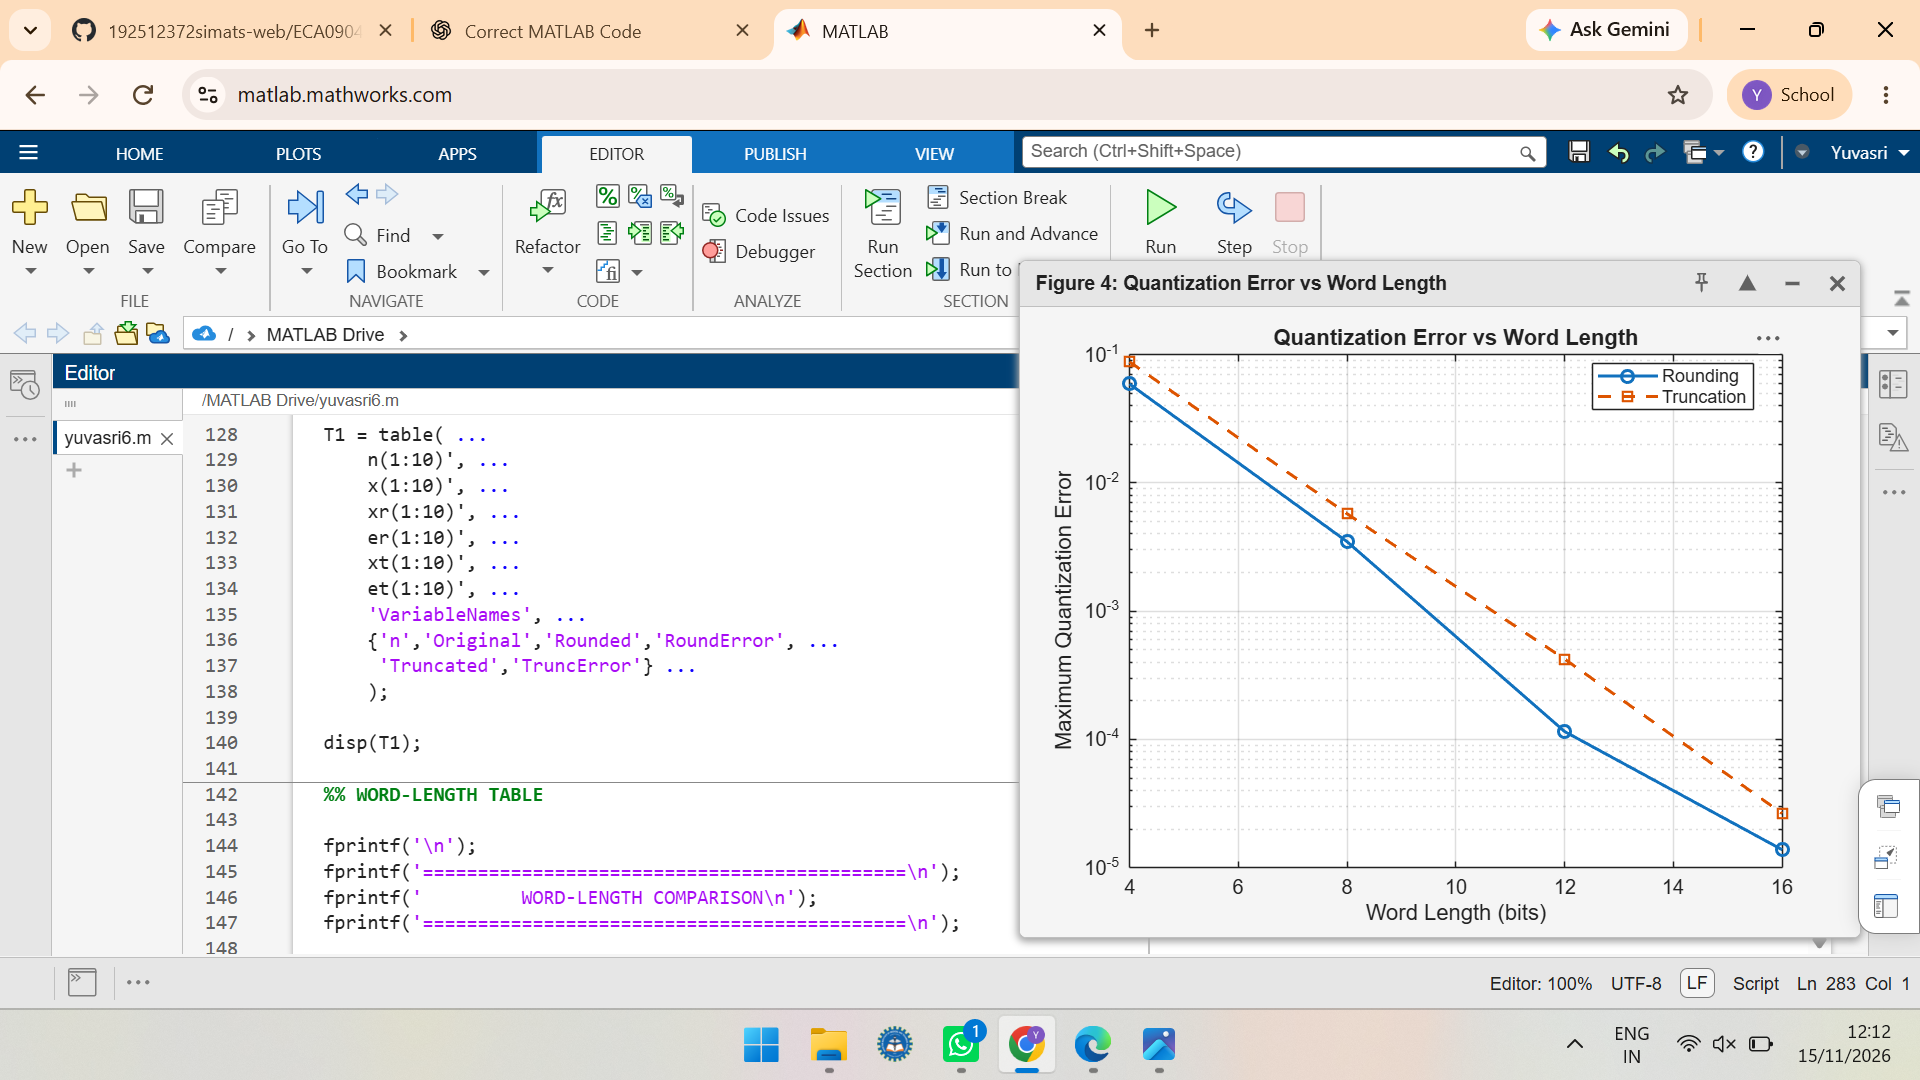 192512372simats-web/ECA0904
Correct MATLAB Code
MATLAB
Ask Gemini
matlab.mathworks.com
Y School
HOME
PLOTS
APPS
EDITOR
PUBLISH
VIEW
Search (Ctrl+Shift+Space)
Yuvasri
New
Open
Save
Compare
FILE
Go To
Find
Bookmark
NAVIGATE
Refactor
CODE
Code Issues
Debugger
ANALYZE
Run Section
Section Break
Run and Advance
Run to
SECTION
Run
Step
Stop
/ > MATLAB Drive >
Editor
/MATLAB Drive/yuvasri6.m
yuvasri6.m
128 T1 = table( ...
129 n(1:10)', ...
130 x(1:10)', ...
131 xr(1:10)', ...
132 er(1:10)', ...
133 xt(1:10)', ...
134 et(1:10)', ...
135 'VariableNames', ...
136 {'n','Original','Rounded','RoundError', ...
137 'Truncated','TruncError'} ...
138 );
139
140 disp(T1);
141
142 %% WORD-LENGTH TABLE
143
144 fprintf('\n');
145 fprintf('============================================\n');
146 fprintf('         WORD-LENGTH COMPARISON\n');
147 fprintf('============================================\n');
148
Figure 4: Quantization Error vs Word Length
Quantization Error vs Word Length
Rounding
Truncation
Maximum Quantization Error
10-1
10-2
10-3
10-4
10-5
4 6 8 10 12 14 16
Word Length (bits)
Editor: 100% UTF-8 LF Script Ln 283 Col 1
1
Y
ENG
IN
12:12
15/11/2026